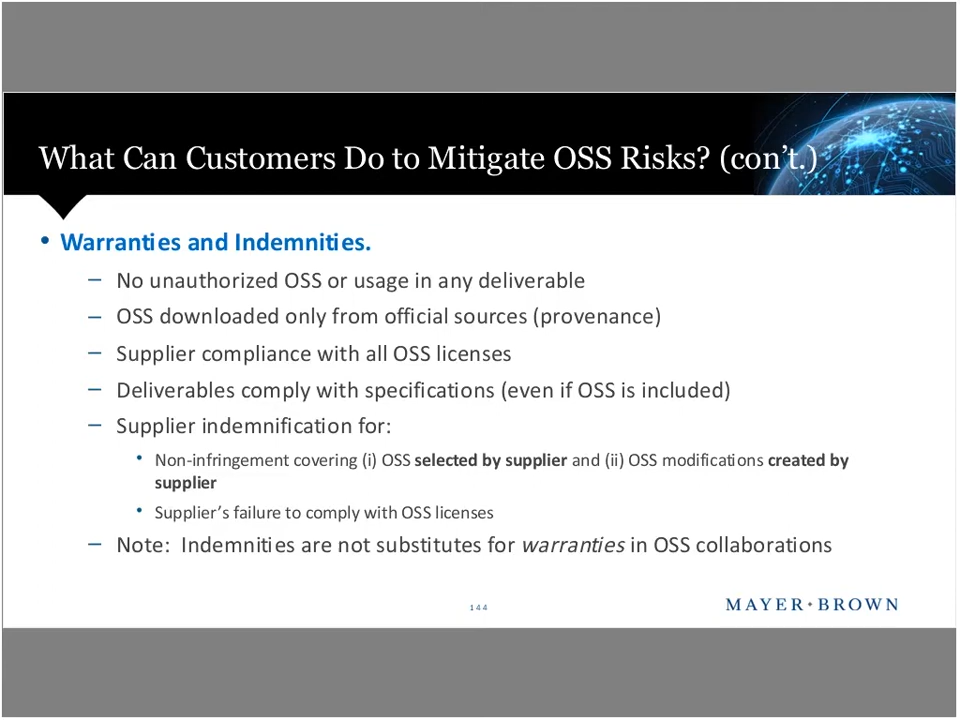 What Can Customers Do to Mitigate OSS Risks? (con’t.)
• Warranties and Indemnities.
– No unauthorized OSS or usage in any deliverable
– OSS downloaded only from official sources (provenance)
– Supplier compliance with all OSS licenses
– Deliverables comply with specifications (even if OSS is included)
– Supplier indemnification for:
• Non-infringement covering (i) OSS selected by supplier and (ii) OSS modifications created by
supplier
• Supplier’s failure to comply with OSS licenses
– Note: Indemnities are not substitutes for warranties in OSS collaborations
144
MAYER•BROWN